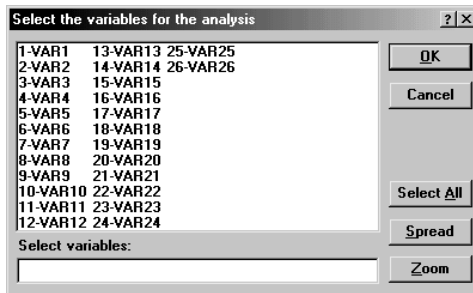 Select the variables for the analysis ? ×
1-VAR1 13-VAR13 25-VAR25
2-VAR2 14-VAR14 26-VAR26
3-VAR3 15-VAR15
4-VAR4 16-VAR16
5-VAR5 17-VAR17
6-VAR6 18-VAR18
7-VAR7 19-VAR19
8-VAR8 20-VAR20
9-VAR9 21-VAR21
10-VAR10 22-VAR22
11-VAR11 23-VAR23
12-VAR12 24-VAR24
Select variables:
OK
Cancel
Select All
Spread
Zoom